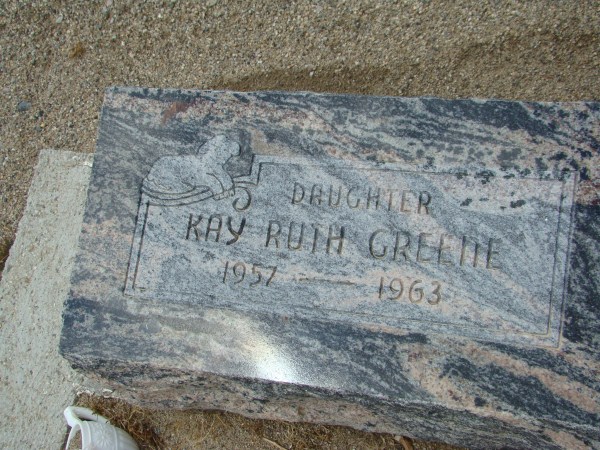 DAUGHTER
KAY RUTH GREENE
1957 — 1963